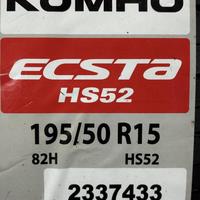 KUMHO
ECSTA
HS52
195/50 R15
82H HS52
2337433